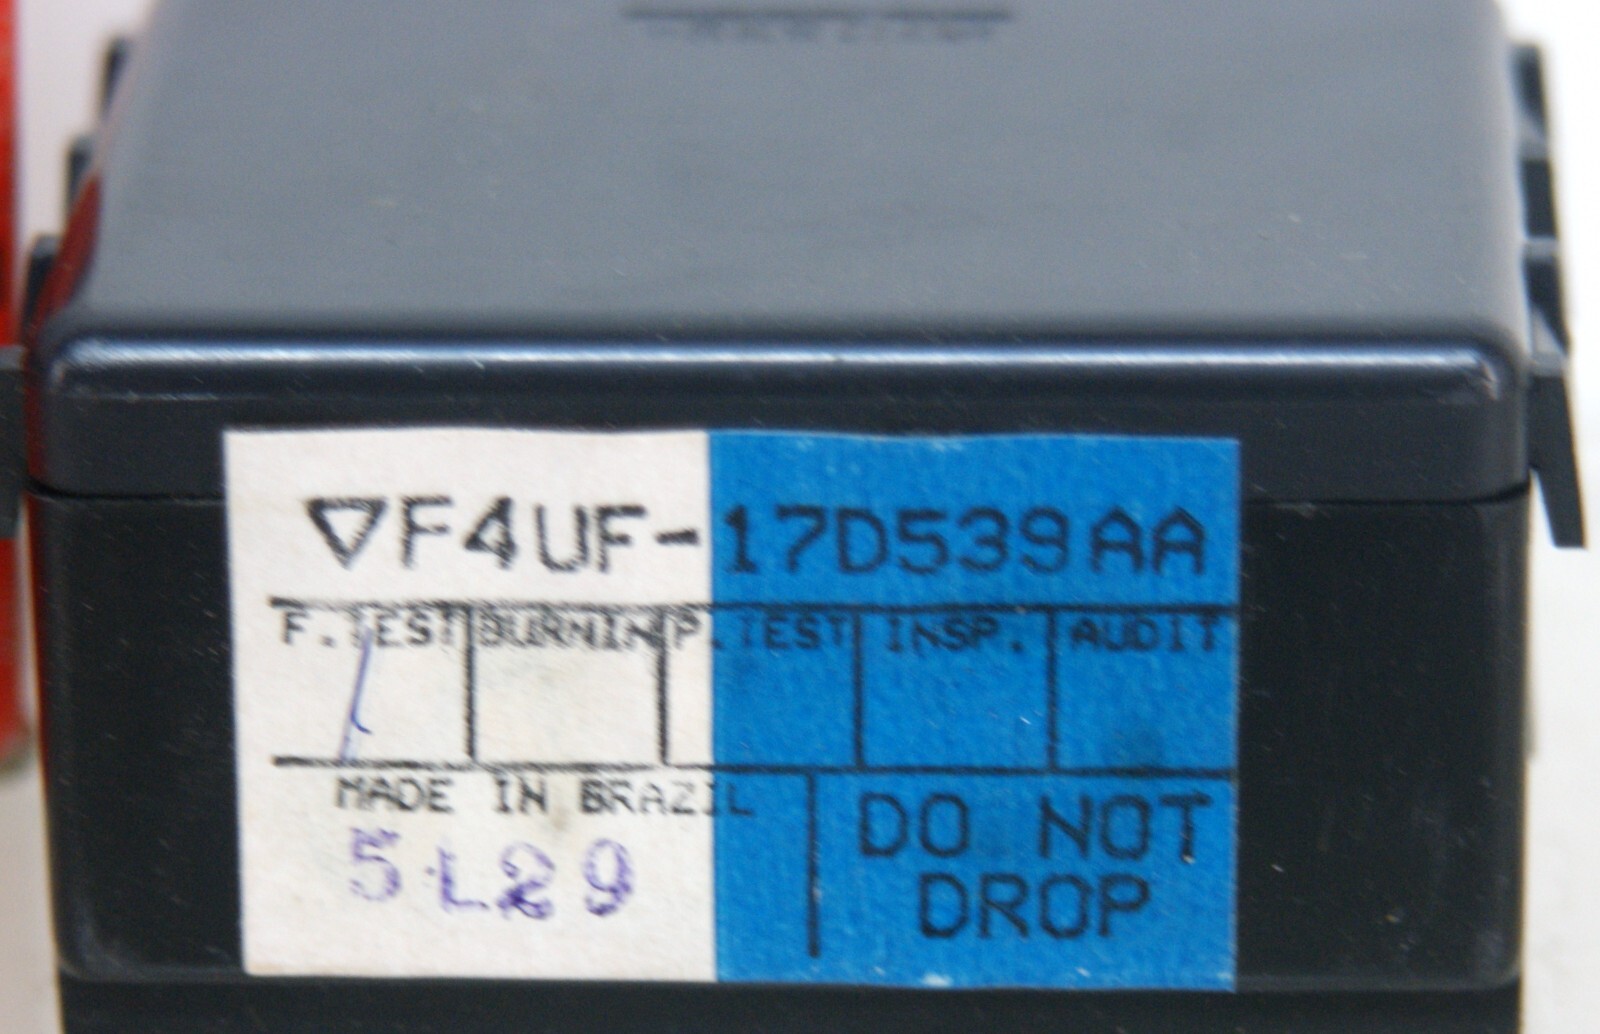 ▽F4UF-17D539AA
F.TEST BURNIN P.TEST INSP. AUDIT
MADE IN BRAZIL
5L29
DO NOT
DROP